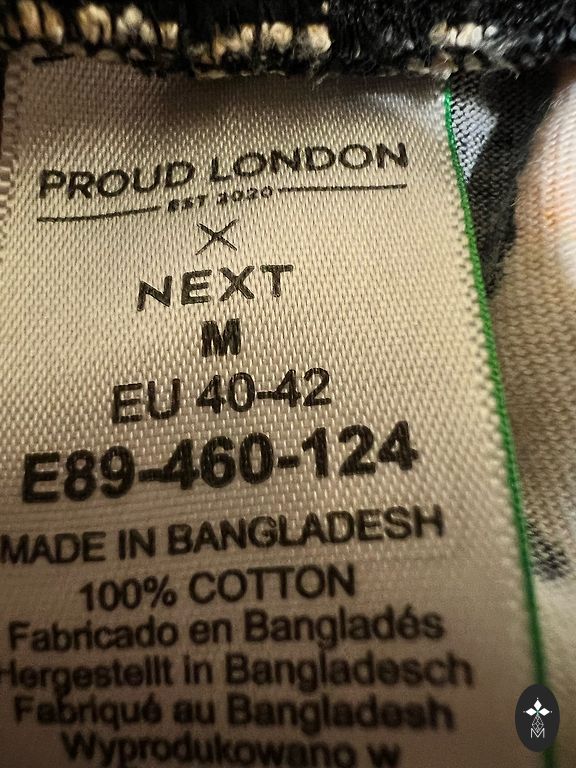 PROUD LONDON
EST 2020
X
NEXT
M
EU 40-42
E89-460-124
MADE IN BANGLADESH
100% COTTON
Fabricado en Bangladés
Hergestellt in Bangladesch
Fabriqué au Bangladesh
Wyprodukowano w
M